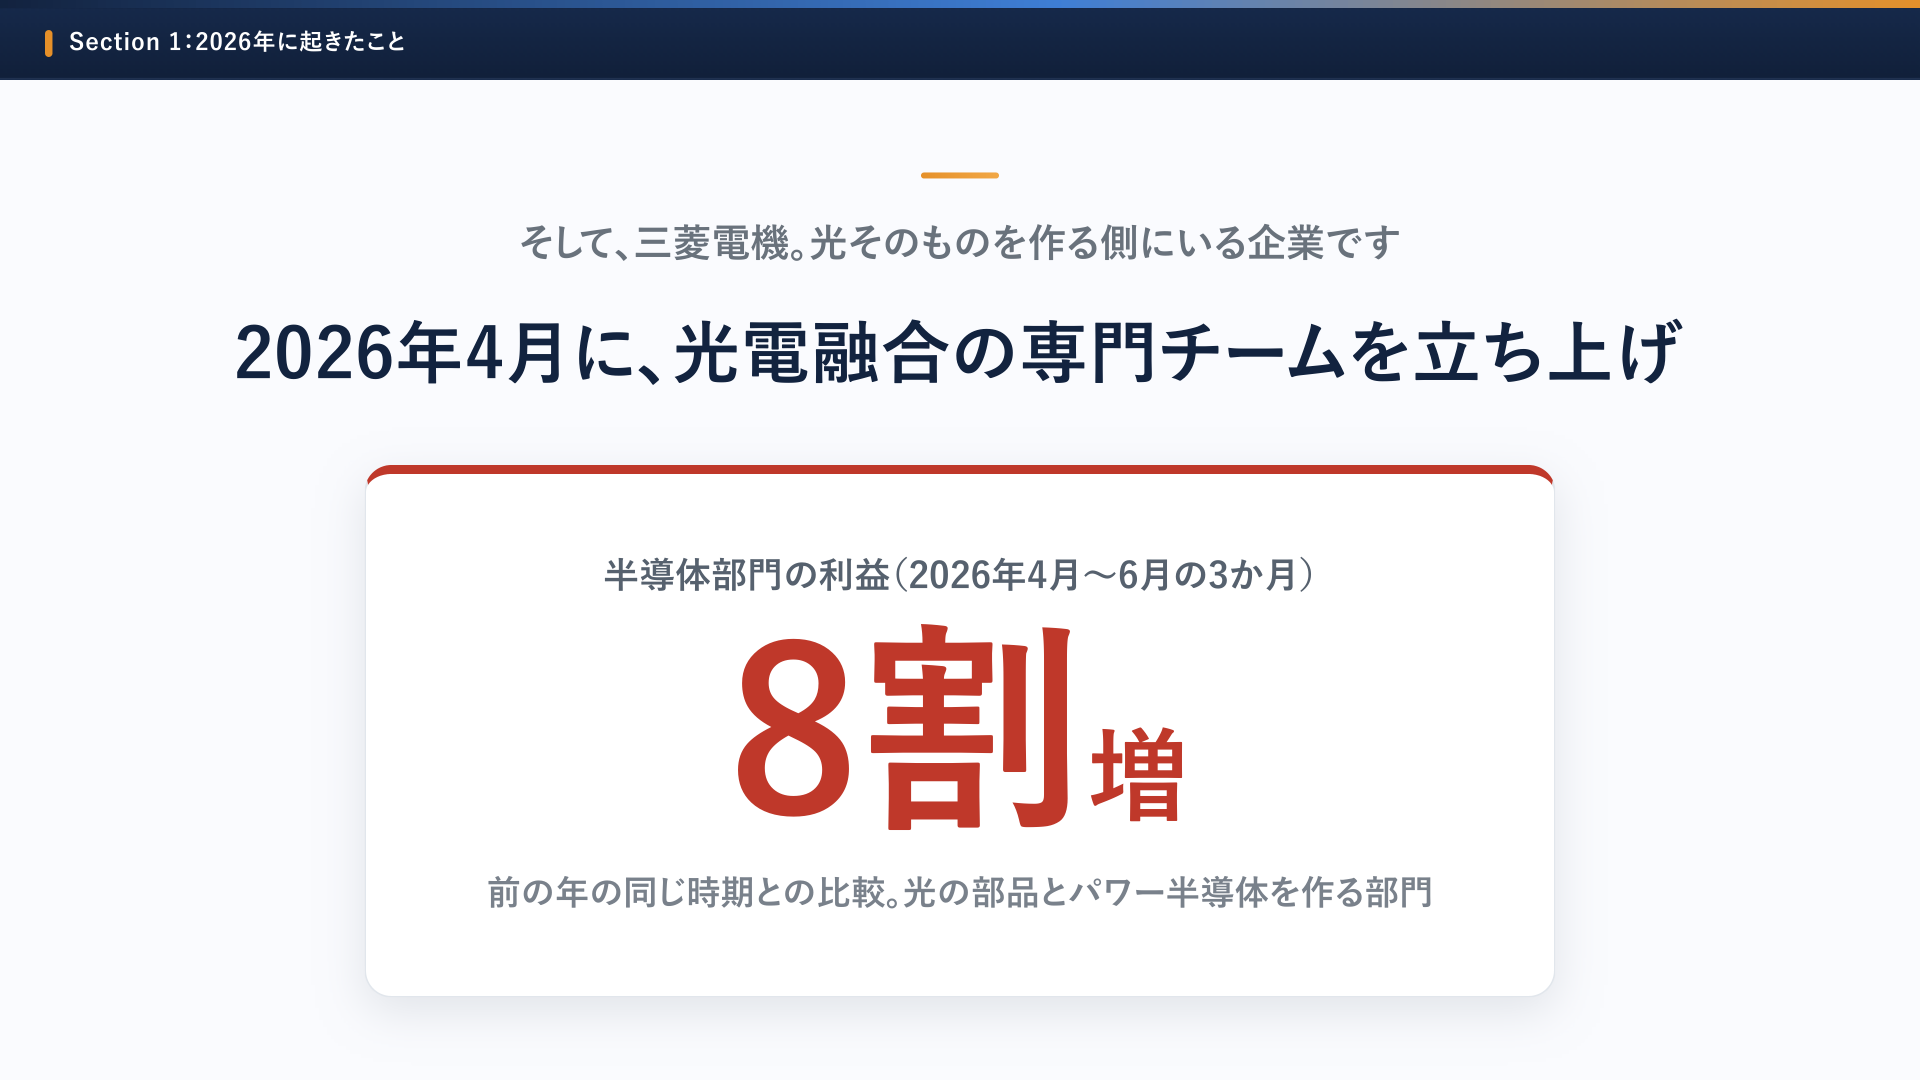 Section 1：2026年に起きたこと
そして、三菱電機。光そのものを作る側にいる企業です
2026年4月に、光電融合の専門チームを立ち上げ
半導体部門の利益（2026年4月〜6月の3か月）
8割増
前の年の同じ時期との比較。光の部品とパワー半導体を作る部門